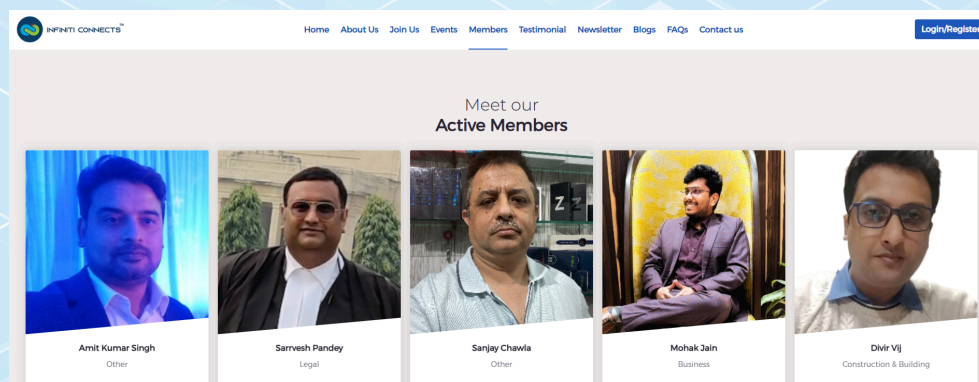 INFINITI CONNECTS™
Home About Us Join Us Events Members Testimonial Newsletter Blogs FAQs Contact us
Login/Register
Meet our
Active Members
Z
Amit Kumar Singh
Other
Sarrvesh Pandey
Legal
Sanjay Chawla
Other
Mohak Jain
Business
Divir Vij
Construction & Building